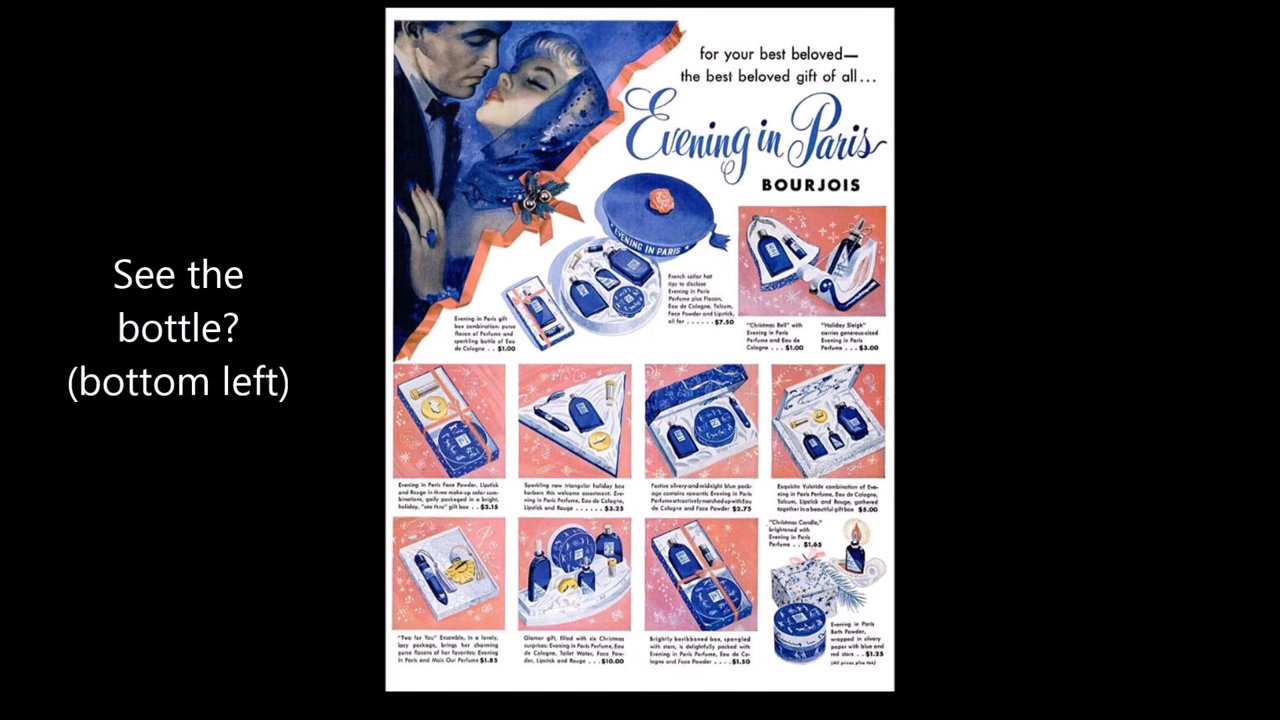 See the
bottle?
(bottom left)
for your best beloved—
the best beloved gift of all...
Evening in Paris
BOURJOIS
EVENING IN PARIS
French sailor hat
tips to disclose
Evening in Paris
Perfume plus Flacon,
Eau de Cologne, Talcum,
Face Powder and Lipstick,
all for ...... $7.50
Evening in Paris gift
box combination: purse
flacon of Perfume and
sparkling bottle of Eau
de Cologne .. $1.00
"Christmas Bell" with
Evening in Paris
Perfume and Eau de
Cologne ... $1.00
"Holiday Sleigh"
carries generous-sized
Evening in Paris
Perfume ... $3.00
Evening in Paris Face Powder, Lipstick
and Rouge in three make-up color com-
binations, gaily packaged in a bright,
holiday, "see thru" gift box . $2.15
Sparkling new triangular holiday box
harbors this welcome assortment: Eve-
ning in Paris Perfume, Eau de Cologne,
Lipstick and Rouge ...... $3.25
Festive silvery-and-midnight blue pack-
age contains romantic Evening in Paris
Perfume attractively matched up with Eau
de Cologne and Face Powder $2.75
Exquisite Yuletide combination of Eve-
ning in Paris Perfume, Eau de Cologne,
Talcum, Lipstick and Rouge, gathered
together in a beautiful gift box $5.00
"Christmas Candle,"
brightened with
Evening in Paris
Perfume .. $1.65
"Two for You" Ensemble, in a lovely,
lacy package, brings her charming
purse flacons of her favorites: Evening
in Paris and Mais Oui Perfume $1.85
Glamor gift, filled with six Christmas
surprises: Evening in Paris Perfume, Eau
de Cologne, Toilet Water, Face Pow-
der, Lipstick and Rouge ... $10.00
Brightly beribboned box, spangled
with stars, is delightfully packed with
Evening in Paris Perfume, Eau de Co-
logne and Face Powder .... $1.50
Evening in Paris
Bath Powder,
wrapped in silvery
paper with blue and
red stars .. $1.25
(All prices plus tax)